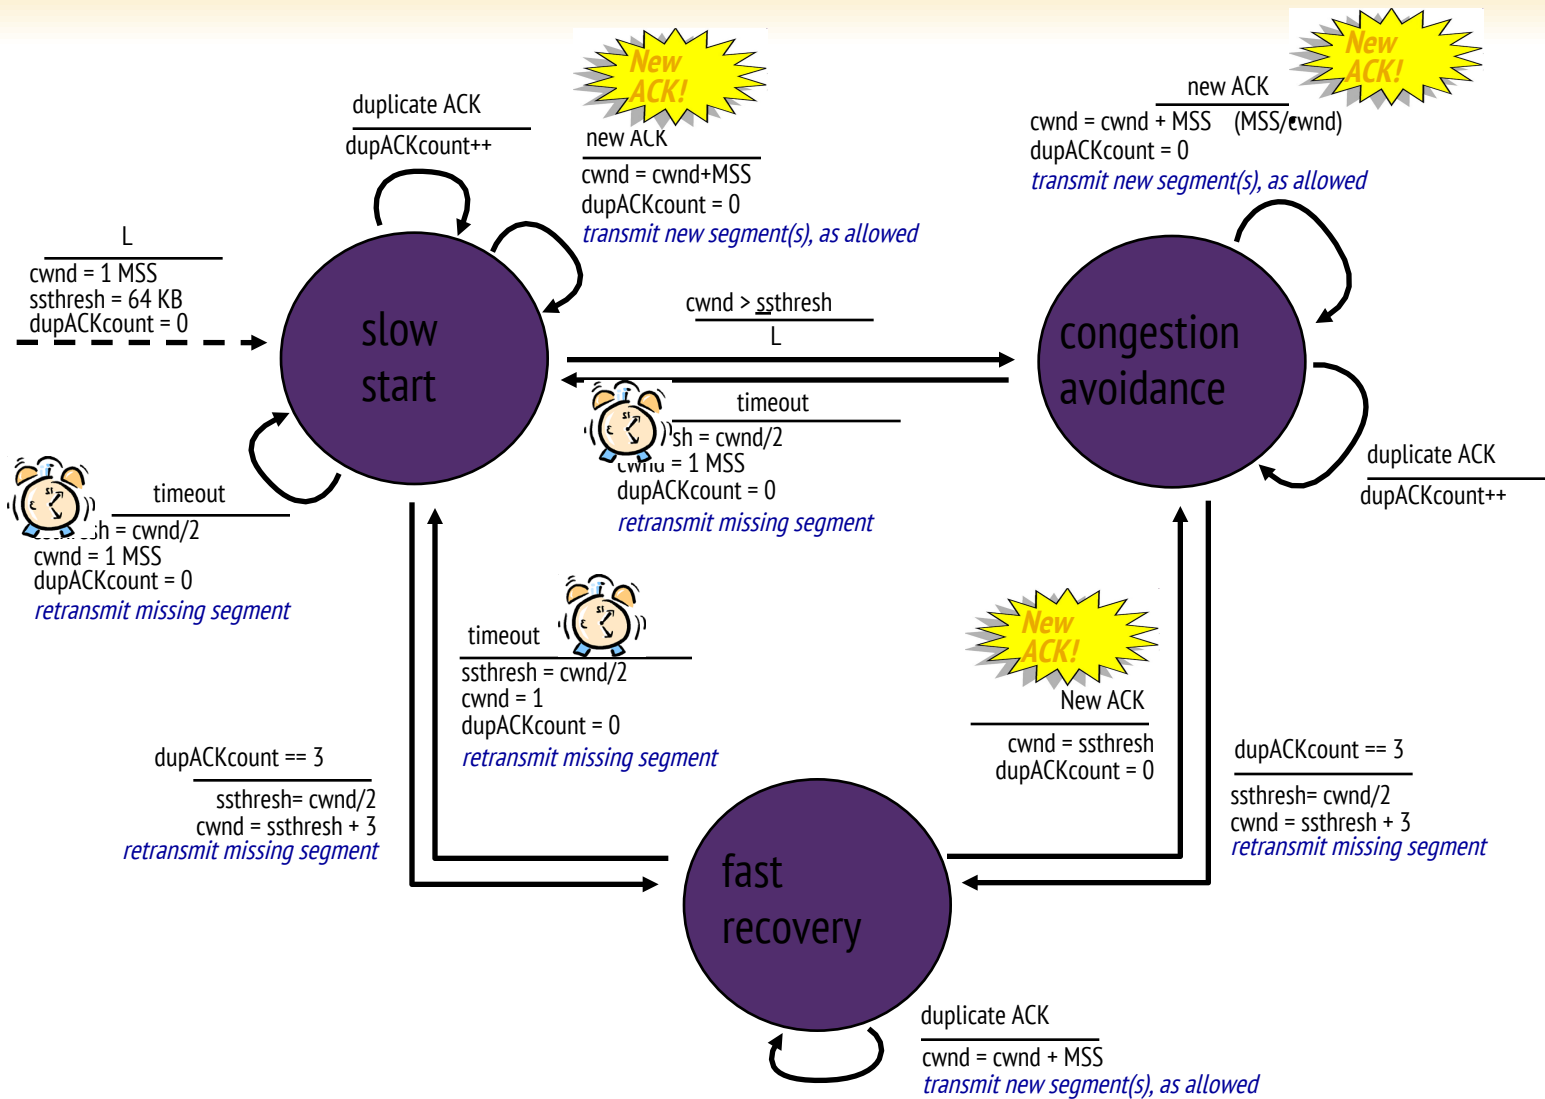 New
ACK!
duplicate ACK
dupACKcount++
new ACK
cwnd = cwnd+MSS
dupACKcount = 0
transmit new segment(s), as allowed
New
ACK!
new ACK
cwnd = cwnd + MSS (MSS/cwnd)
dupACKcount = 0
transmit new segment(s), as allowed
L
cwnd = 1 MSS
ssthresh = 64 KB
dupACKcount = 0
slow
start
cwnd > ssthresh
L
congestion
avoidance
timeout
sh = cwnd/2
cwnd = 1 MSS
dupACKcount = 0
retransmit missing segment
duplicate ACK
dupACKcount++
timeout
ssthresh = cwnd/2
cwnd = 1 MSS
dupACKcount = 0
retransmit missing segment
timeout
ssthresh = cwnd/2
cwnd = 1
dupACKcount = 0
retransmit missing segment
New
ACK!
New ACK
cwnd = ssthresh
dupACKcount = 0
dupACKcount == 3
ssthresh= cwnd/2
cwnd = ssthresh + 3
retransmit missing segment
dupACKcount == 3
ssthresh= cwnd/2
cwnd = ssthresh + 3
retransmit missing segment
fast
recovery
duplicate ACK
cwnd = cwnd + MSS
transmit new segment(s), as allowed